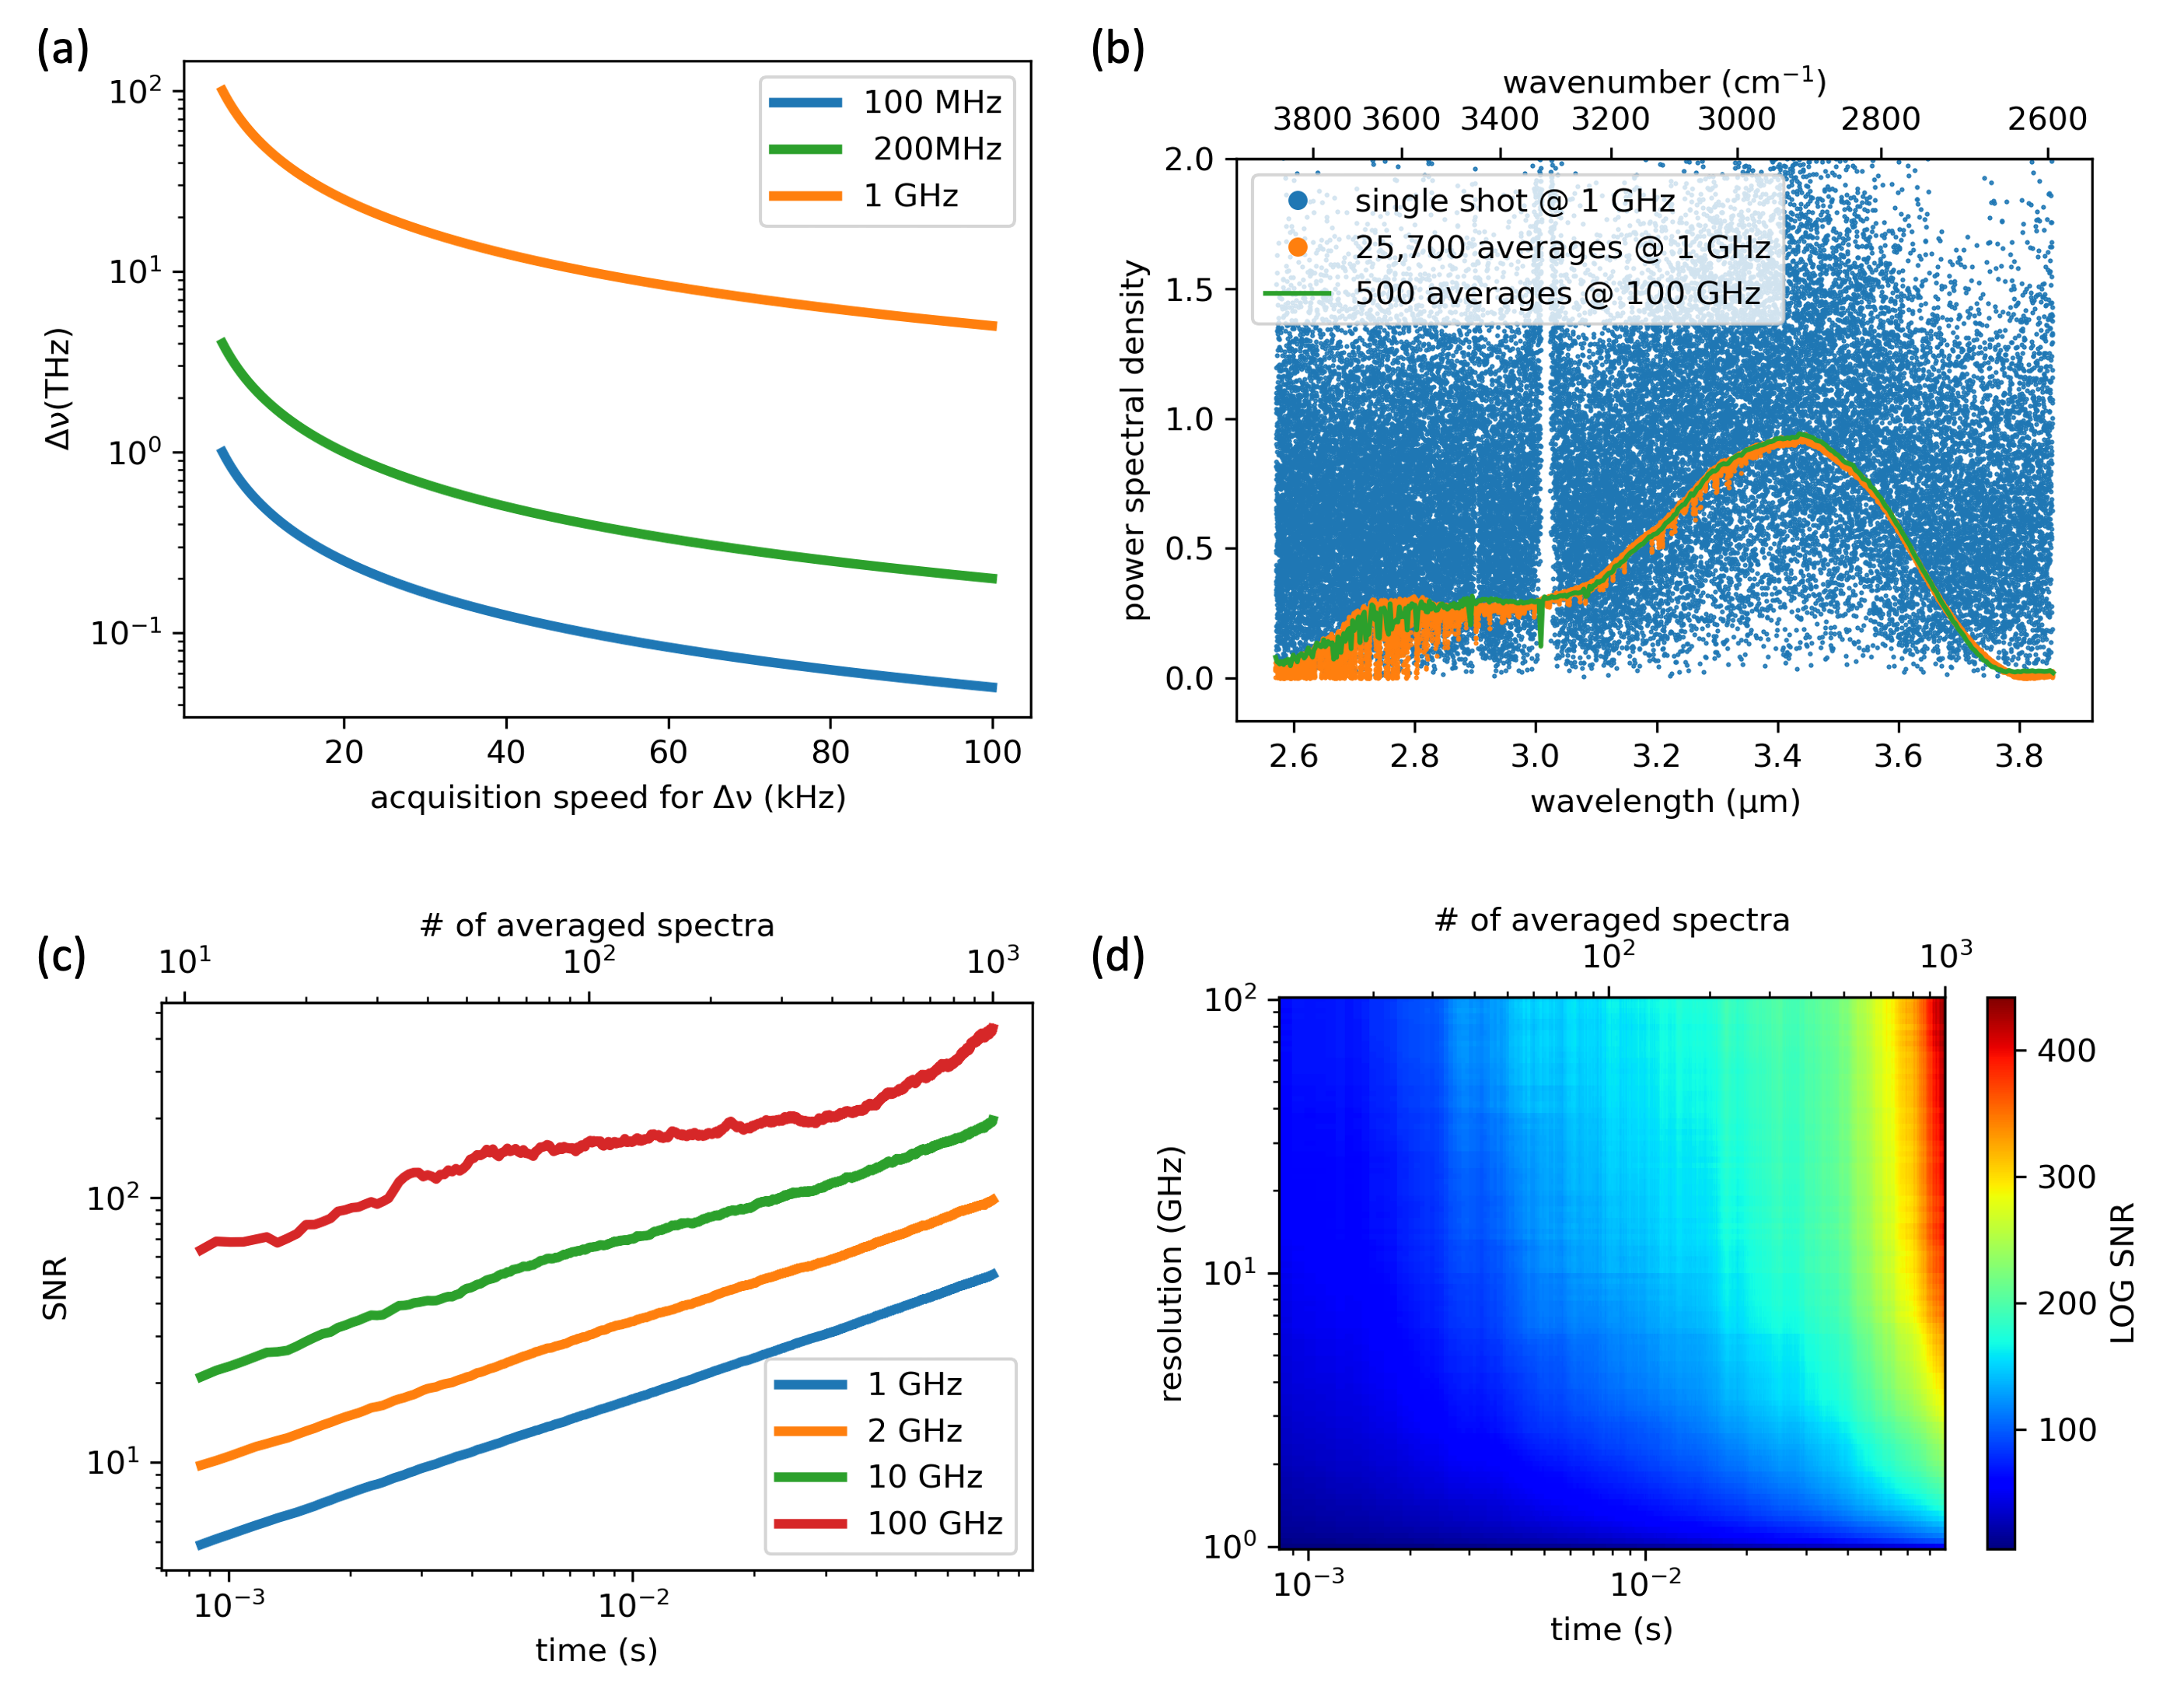 (a)
10²
10¹
10⁰
10⁻¹
Δν(THz)
100 MHz
200MHz
1 GHz
20 40 60 80 100
acquisition speed for Δν (kHz)
(b)
wavenumber (cm⁻¹)
3800 3600 3400 3200 3000 2800 2600
2.0
1.5
1.0
0.5
0.0
power spectral density
single shot @ 1 GHz
25,700 averages @ 1 GHz
500 averages @ 100 GHz
2.6 2.8 3.0 3.2 3.4 3.6 3.8
wavelength (μm)
(c)
# of averaged spectra
10¹ 10² 10³
10²
10¹
SNR
1 GHz
2 GHz
10 GHz
100 GHz
10⁻³ 10⁻²
time (s)
(d)
# of averaged spectra
10² 10³
10²
10¹
10⁰
resolution (GHz)
10⁻³ 10⁻²
time (s)
400
300
200
100
LOG SNR